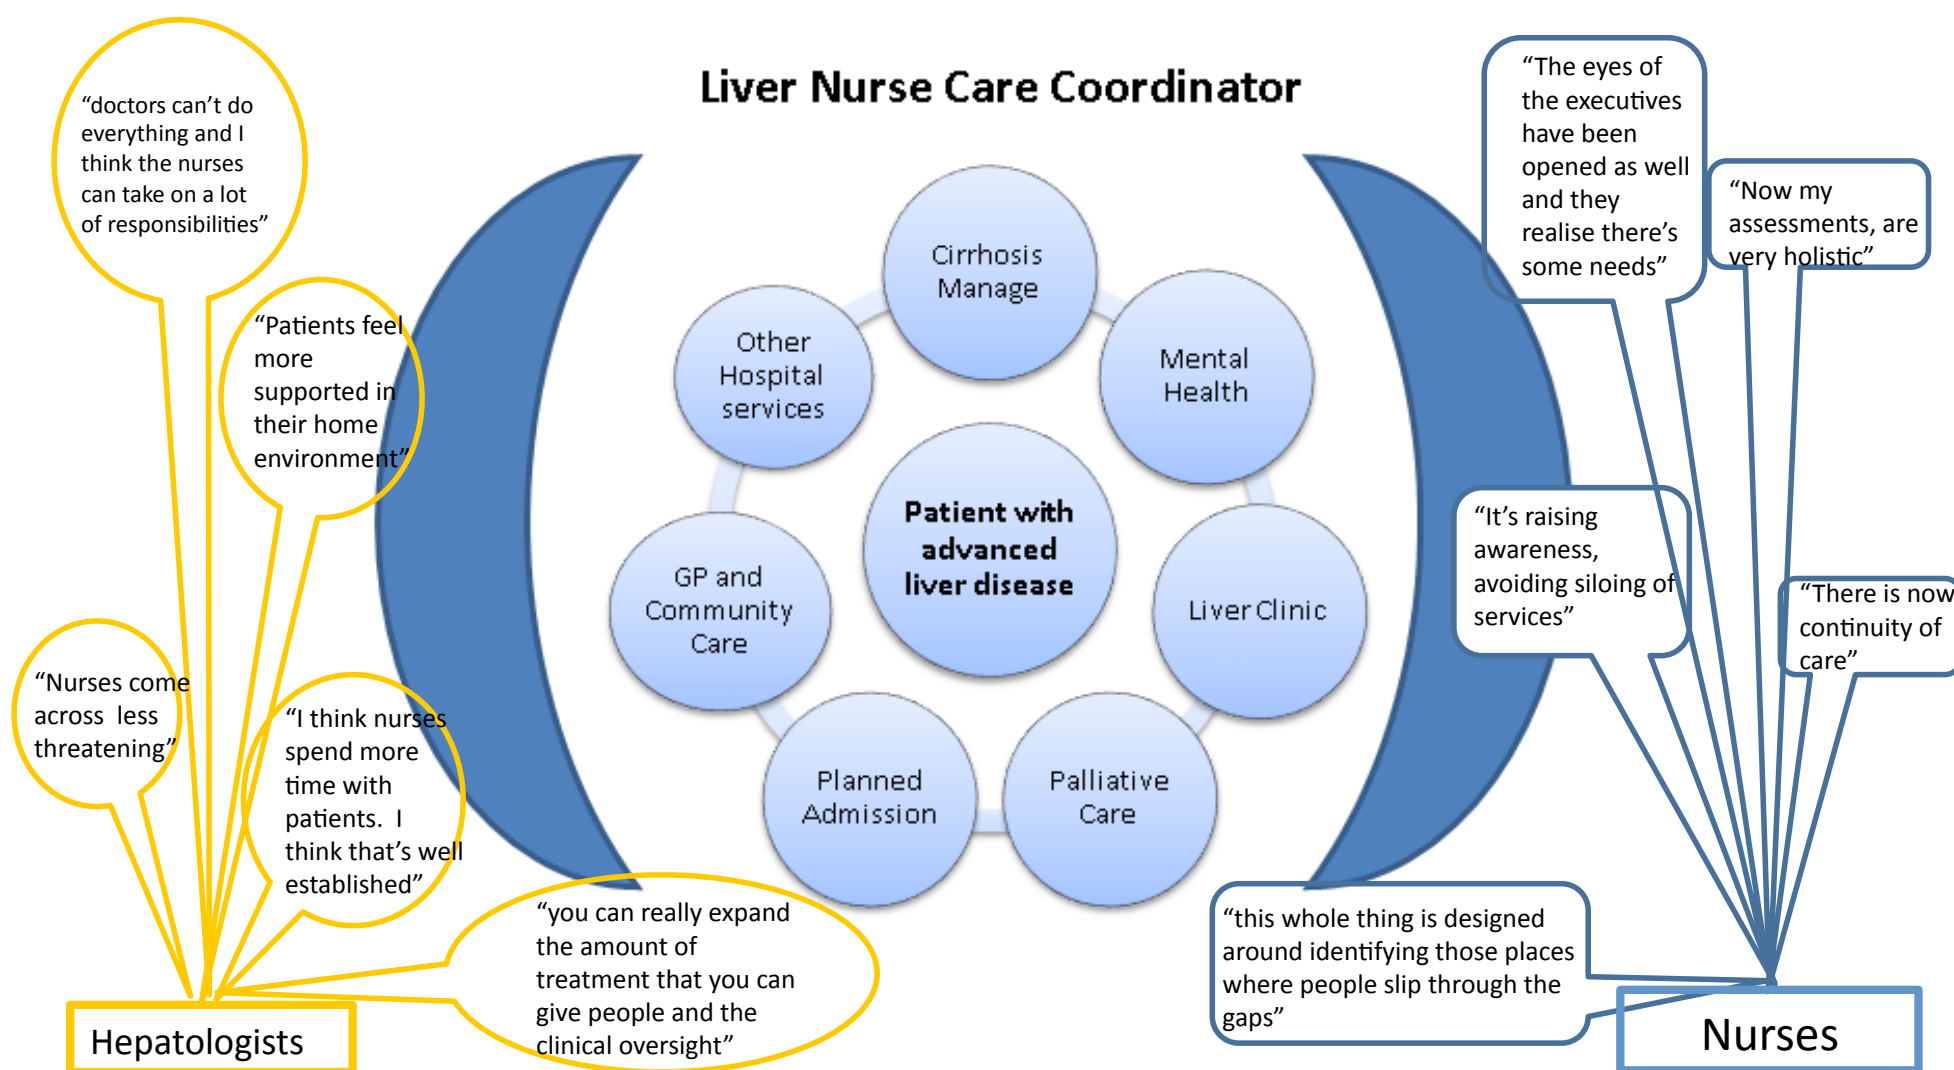 Liver Nurse Care Coordinator
“doctors can’t do
everything and I
think the nurses
can take on a lot
of responsibilities”
“Patients feel
more
supported in
their home
environment”
“Nurses come
across  less
threatening”
“I think nurses
spend more
time with
patients.  I
think that’s well
established”
“you can really expand
the amount of
treatment that you can
give people and the
clinical oversight”
Hepatologists
Cirrhosis
Manage
Mental
Health
Liver Clinic
Palliative
Care
Planned
Admission
GP and
Community
Care
Other
Hospital
services
Patient with
advanced
liver disease
“The eyes of
the executives
have been
opened as well
and they
realise there’s
some needs”
“Now my
assessments, are
very holistic”
“It’s raising
awareness,
avoiding siloing of
services”
“There is now
continuity of
care”
“this whole thing is designed
around identifying those places
where people slip through the
gaps”
Nurses